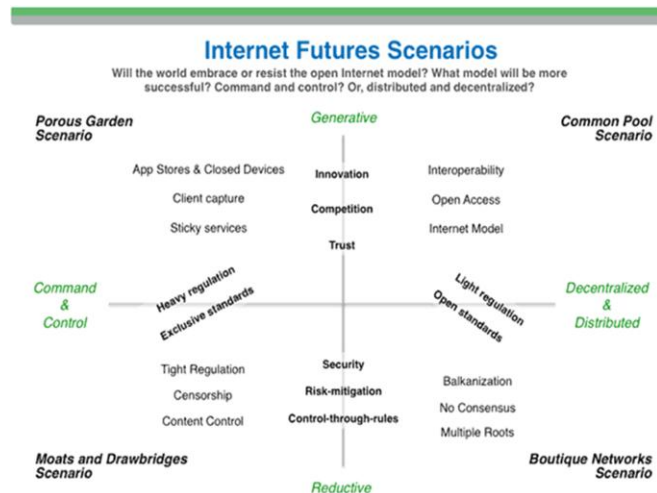 Internet Futures Scenarios
Will the world embrace or resist the open Internet model? What model will be more
successful? Command and control? Or, distributed and decentralized?
Porous Garden
Scenario
Generative
Common Pool
Scenario
App Stores & Closed Devices
Client capture
Sticky services
Innovation
Competition
Trust
Interoperability
Open Access
Internet Model
Command
&
Control
Heavy regulation
Exclusive standards
Light regulation
Open standards
Decentralized
&
Distributed
Tight Regulation
Censorship
Content Control
Security
Risk-mitigation
Control-through-rules
Balkanization
No Consensus
Multiple Roots
Moats and Drawbridges
Scenario
Reductive
Boutique Networks
Scenario